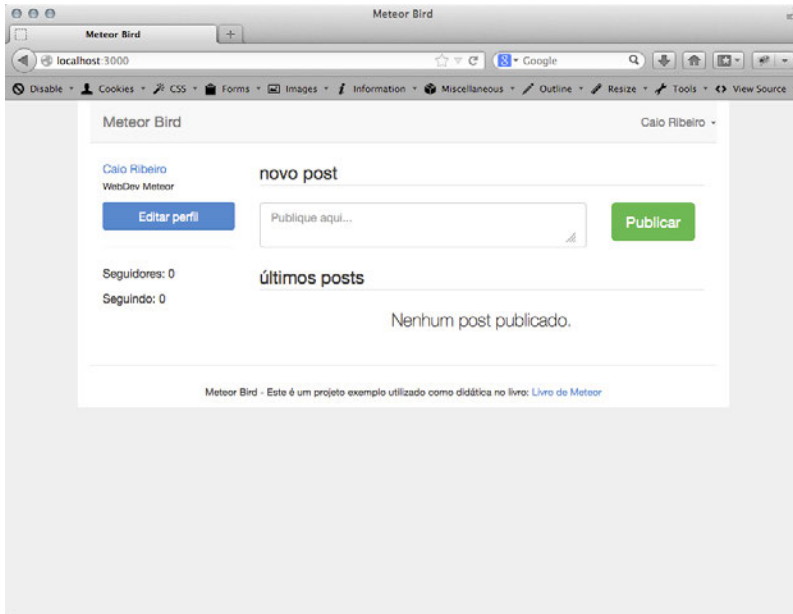 Meteor Bird
Meteor Bird
localhost:3000
Google
Disable Cookies CSS Forms Images Information Miscellaneous Outline Resize Tools View Source
Meteor Bird
Caio Ribeiro
Caio Ribeiro
WebDev Meteor
Editar perfil
Seguidores: 0
Seguindo: 0
novo post
Publique aqui...
Publicar
últimos posts
Nenhum post publicado.
Meteor Bird - Este é um projeto exemplo utilizado como didática no livro: Livro de Meteor